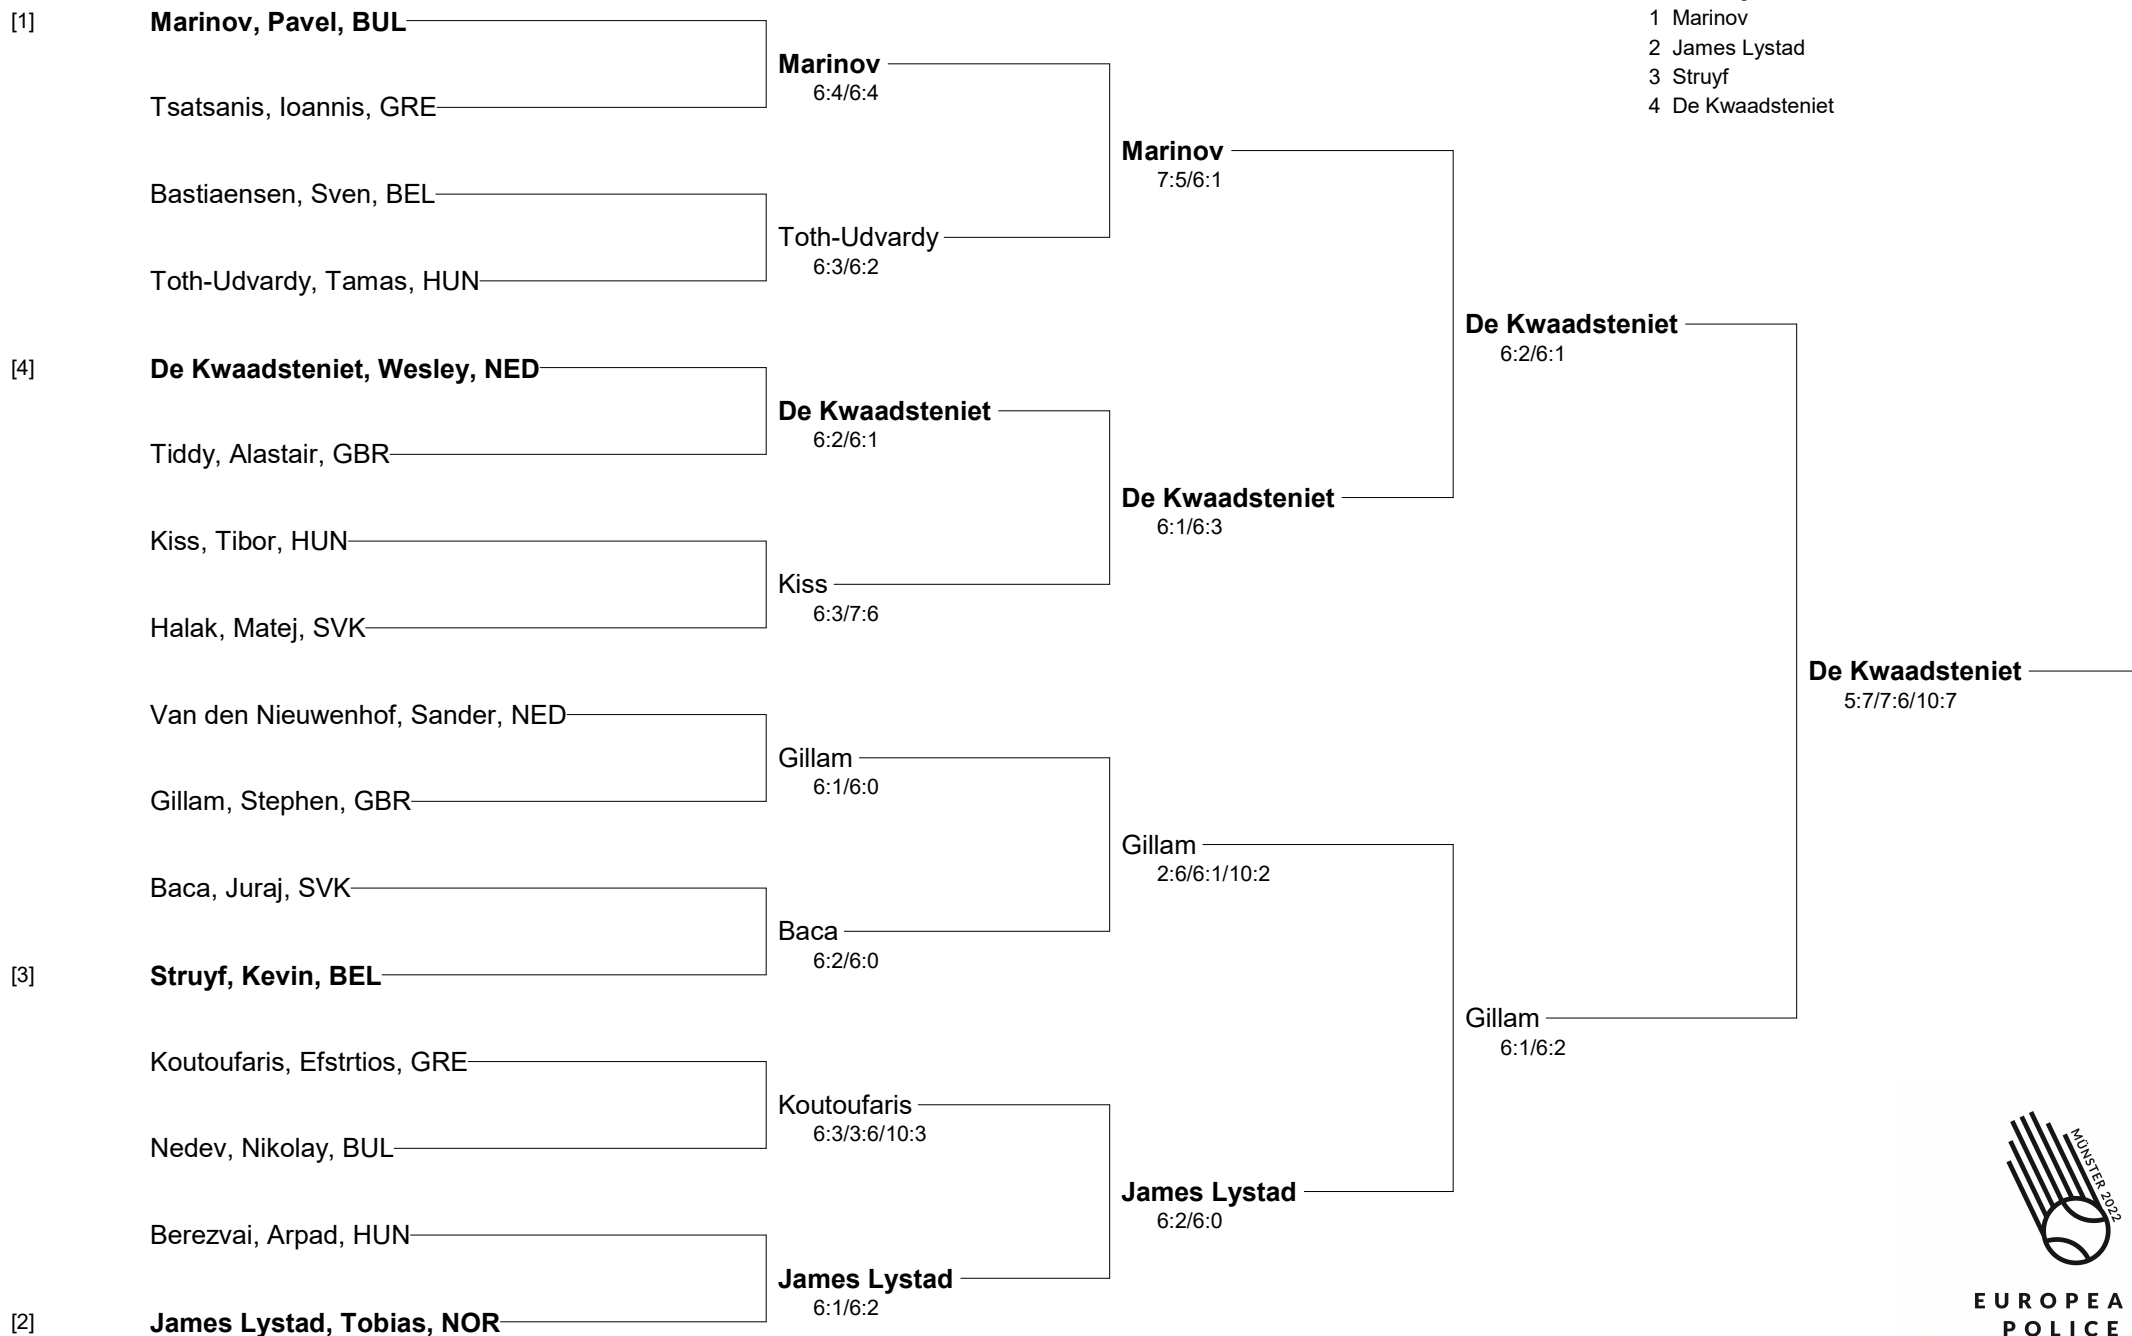 1 Marinov
2 James Lystad
3 Struyf
4 De Kwaadsteniet
[1] Marinov, Pavel, BUL
Marinov
6:4/6:4
Tsatsanis, Ioannis, GRE
Marinov
7:5/6:1
Bastiaensen, Sven, BEL
Toth-Udvardy
6:3/6:2
Toth-Udvardy, Tamas, HUN
De Kwaadsteniet
6:2/6:1
[4] De Kwaadsteniet, Wesley, NED
De Kwaadsteniet
6:2/6:1
Tiddy, Alastair, GBR
De Kwaadsteniet
6:1/6:3
Kiss, Tibor, HUN
Kiss
6:3/7:6
Halak, Matej, SVK
De Kwaadsteniet
5:7/7:6/10:7
Van den Nieuwenhof, Sander, NED
Gillam
6:1/6:0
Gillam, Stephen, GBR
Gillam
2:6/6:1/10:2
Baca, Juraj, SVK
Baca
6:2/6:0
[3] Struyf, Kevin, BEL
Gillam
6:1/6:2
Koutoufaris, Efstrtios, GRE
Koutoufaris
6:3/3:6/10:3
Nedev, Nikolay, BUL
James Lystad
6:2/6:0
Berezvai, Arpad, HUN
James Lystad
6:1/6:2
[2] James Lystad, Tobias, NOR
MÜNSTER 2022
EUROPEA
POLICE